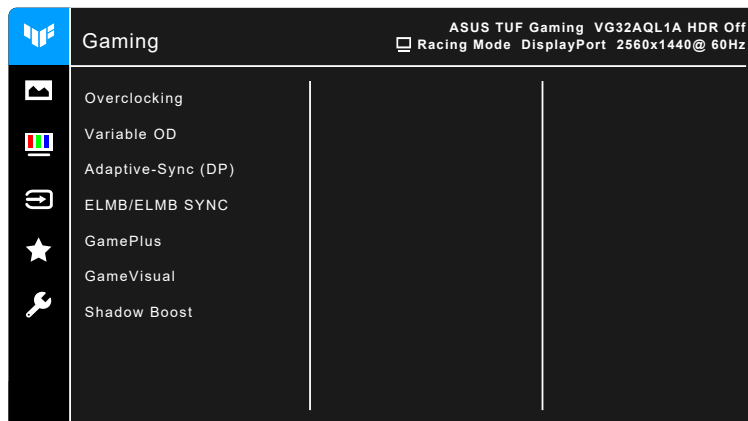 Gaming
ASUS TUF Gaming VG32AQL1A HDR Off
Racing Mode DisplayPort 2560x1440@ 60Hz
Overclocking
Variable OD
Adaptive-Sync (DP)
ELMB/ELMB SYNC
GamePlus
GameVisual
Shadow Boost